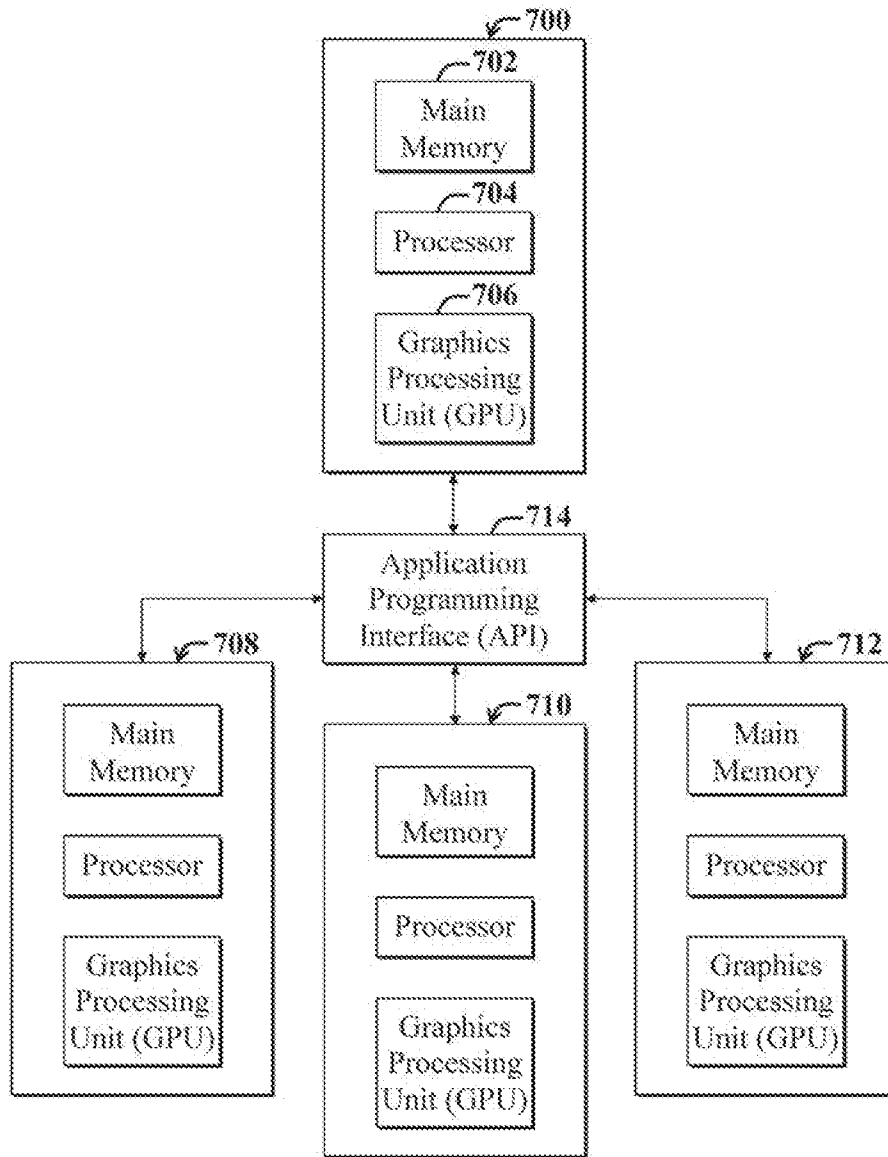 700
702
Main
Memory
704
Processor
706
Graphics
Processing
Unit (GPU)
714
Application
Programming
Interface (API)
708
Main
Memory
Processor
Graphics
Processing
Unit (GPU)
710
Main
Memory
Processor
Graphics
Processing
Unit (GPU)
712
Main
Memory
Processor
Graphics
Processing
Unit (GPU)